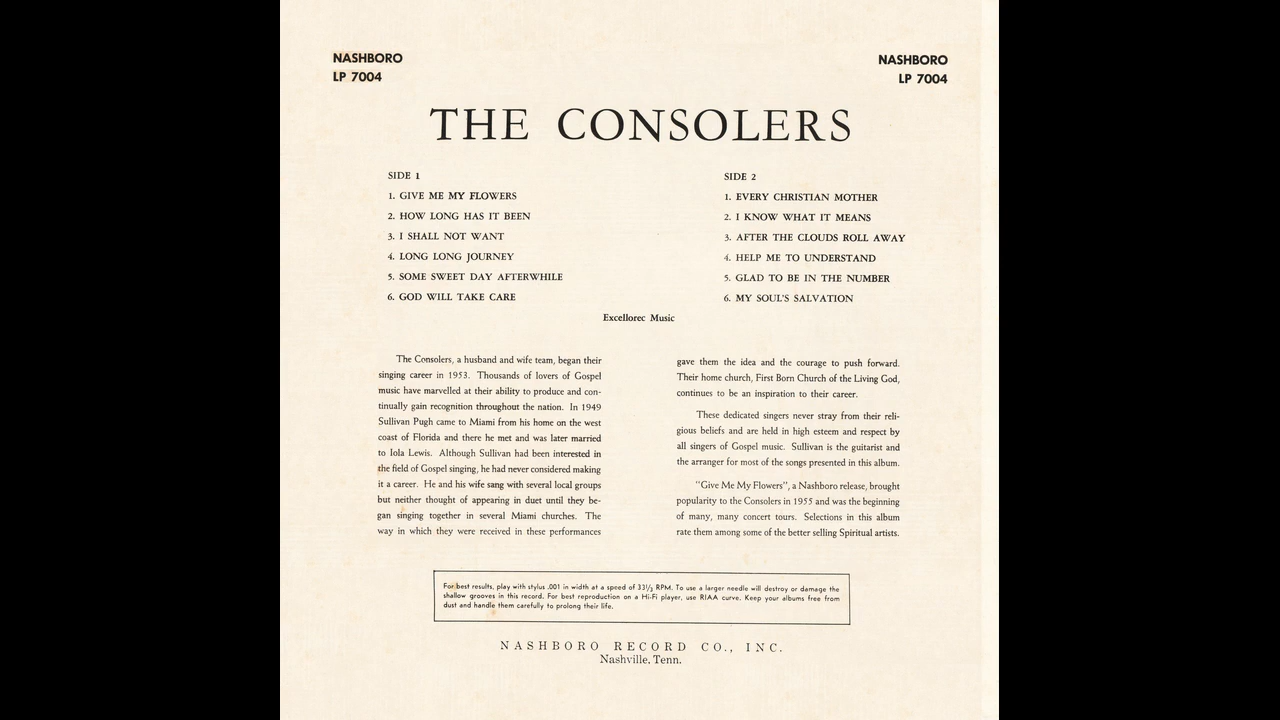 NASHBORO
LP 7004
NASHBORO
LP 7004
THE CONSOLERS
SIDE 1
1. GIVE ME MY FLOWERS
2. HOW LONG HAS IT BEEN
3. I SHALL NOT WANT
4. LONG LONG JOURNEY
5. SOME SWEET DAY AFTERWHILE
6. GOD WILL TAKE CARE
SIDE 2
1. EVERY CHRISTIAN MOTHER
2. I KNOW WHAT IT MEANS
3. AFTER THE CLOUDS ROLL AWAY
4. HELP ME TO UNDERSTAND
5. GLAD TO BE IN THE NUMBER
6. MY SOUL'S SALVATION
Excellorec Music
The Consolers, a husband and wife team, began their
singing career in 1953. Thousands of lovers of Gospel
music have marvelled at their ability to produce and con-
tinually gain recognition throughout the nation. In 1949
Sullivan Pugh came to Miami from his home on the west
coast of Florida and there he met and was later married
to Iola Lewis. Although Sullivan had been interested in
the field of Gospel singing, he had never considered making
it a career. He and his wife sang with several local groups
but neither thought of appearing in duet until they be-
gan singing together in several Miami churches. The
way in which they were received in these performances
gave them the idea and the courage to push forward.
Their home church, First Born Church of the Living God,
continues to be an inspiration to their career.
These dedicated singers never stray from their reli-
gious beliefs and are held in high esteem and respect by
all singers of Gospel music. Sullivan is the guitarist and
the arranger for most of the songs presented in this album.
"Give Me My Flowers", a Nashboro release, brought
popularity to the Consolers in 1955 and was the beginning
of many, many concert tours. Selections in this album
rate them among some of the better selling Spiritual artists.
For best results, play with stylus .001 in width at a speed of 33⅓ RPM. To use a larger needle will destroy or damage the
shallow grooves in this record. For best reproduction on a Hi-Fi player, use RIAA curve. Keep your albums free from
dust and handle them carefully to prolong their life.
NASHBORO RECORD CO., INC.
Nashville, Tenn.